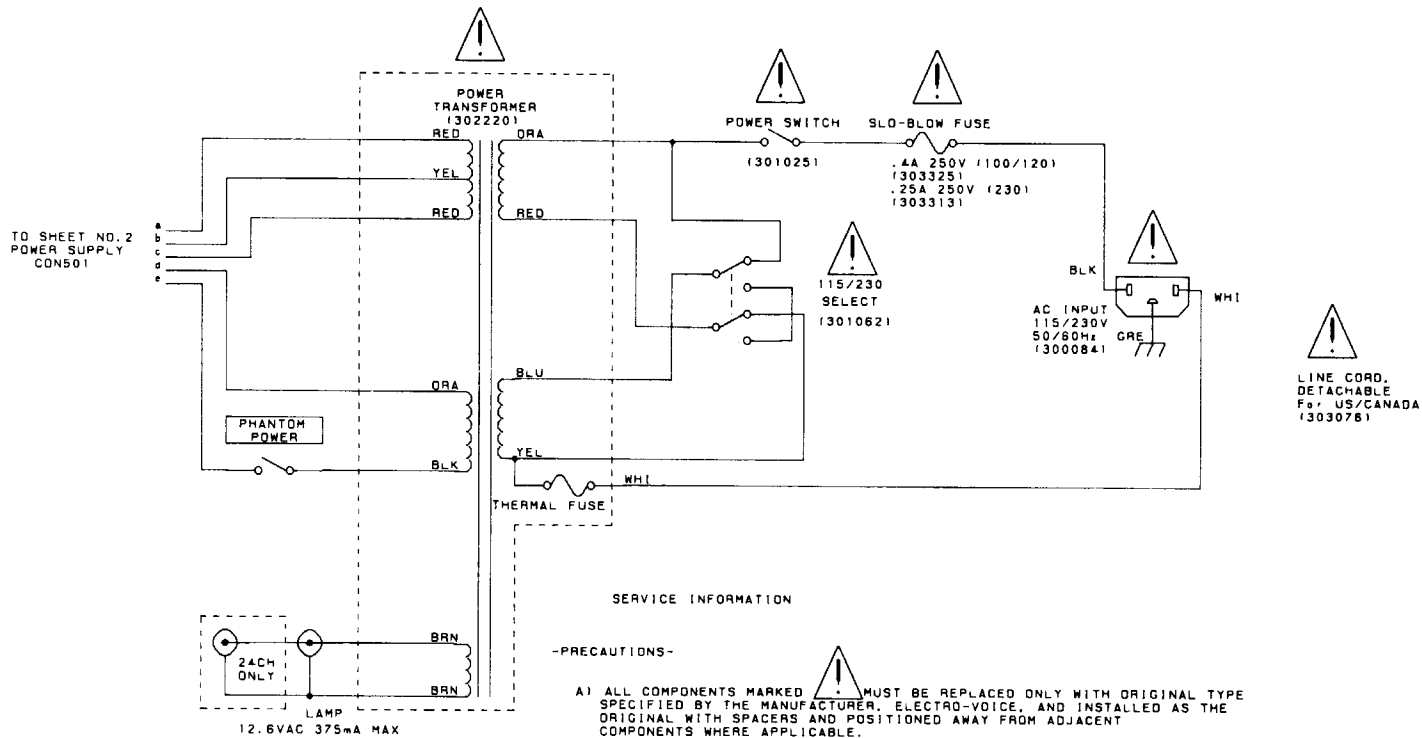 POWER
TRANSFORMER
(302220)
RED
ORA
YEL
RED
RED
POWER SWITCH
(301025)
SLO-BLOW FUSE
.4A 250V (100/120)
(303325)
.25A 250V (230)
(303313)
TO SHEET NO.2
POWER SUPPLY
CON501
a
b
c
d
e
115/230
SELECT
(301062)
BLK
WHI
AC INPUT
115/230V
50/60Hz
(300084)
GRE
LINE CORD,
DETACHABLE
For US/CANADA
(303076)
ORA
BLU
PHANTOM
POWER
BLK
YEL
WHI
THERMAL FUSE
24CH
ONLY
BRN
BRN
LAMP
12.6VAC 375mA MAX
SERVICE INFORMATION
-PRECAUTIONS-
A) ALL COMPONENTS MARKED ! MUST BE REPLACED ONLY WITH ORIGINAL TYPE
SPECIFIED BY THE MANUFACTURER, ELECTRO-VOICE, AND INSTALLED AS THE
ORIGINAL WITH SPACERS AND POSITIONED AWAY FROM ADJACENT
COMPONENTS WHERE APPLICABLE.